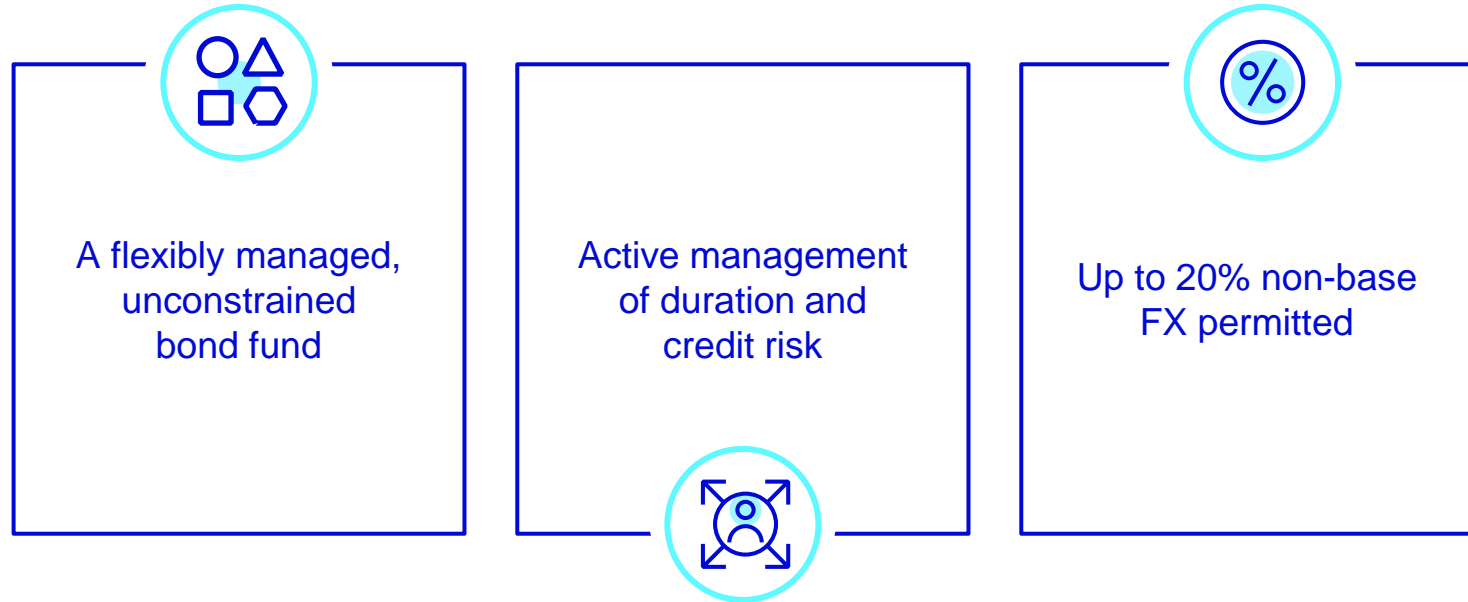 A flexibly managed,
unconstrained
bond fund
Active management
of duration and
credit risk
Up to 20% non-base
FX permitted